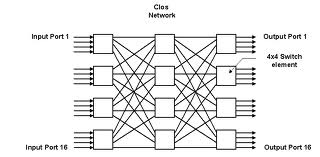 Clos
Network
Input Port 1
Output Port 1
4x4 Switch
element
Input Port 16
Output Port 16